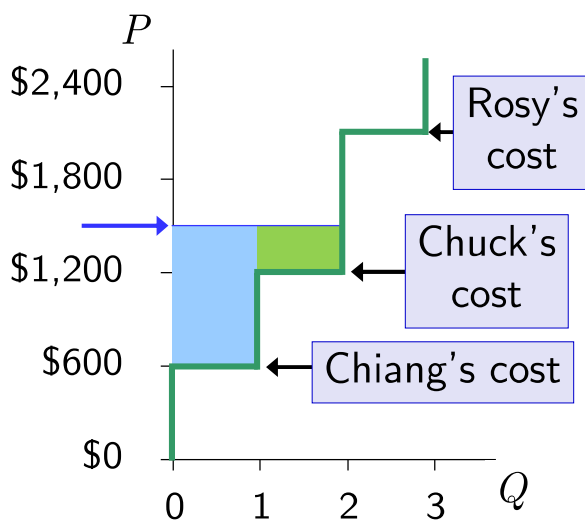 P
$2,400
Rosy's
cost
$1,800
Chuck's
cost
$1,200
$600
Chiang's cost
$0
0 1 2 3
Q